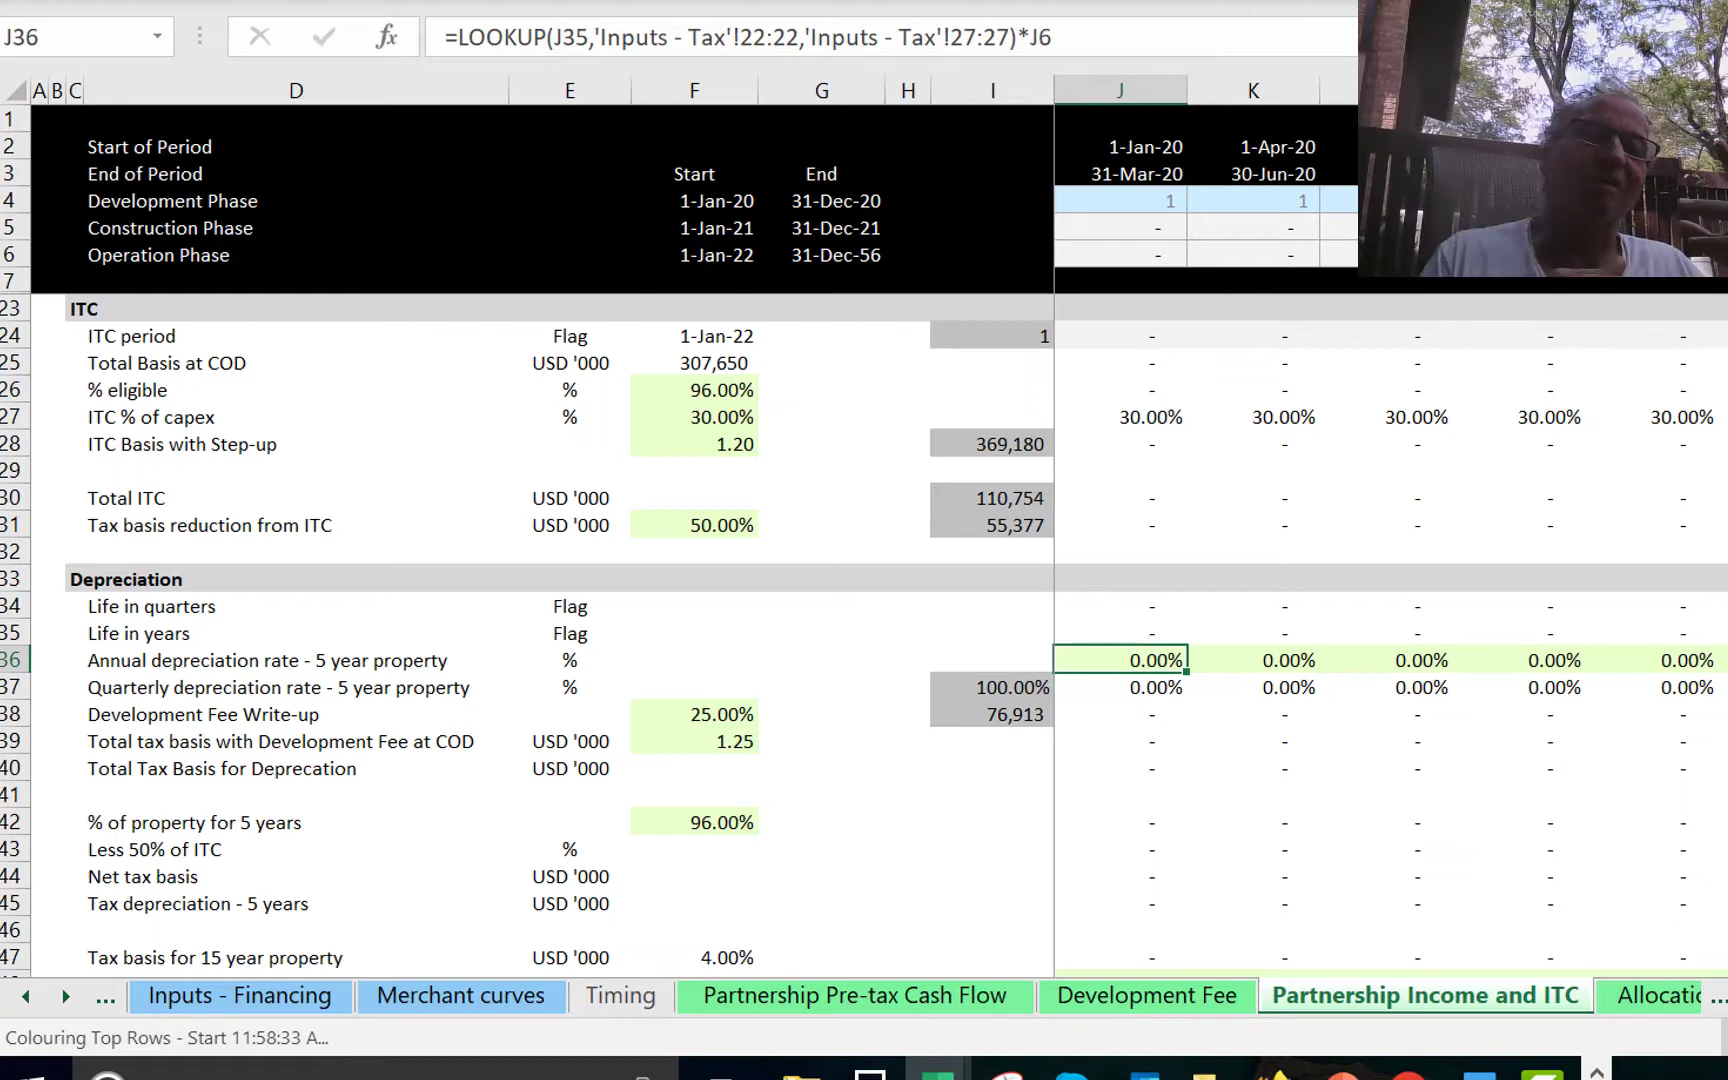 J36 fx =LOOKUP(J35,'Inputs - Tax'!22:22,'Inputs - Tax'!27:27)*J6
A B C D E F G H I J K
1
2 Start of Period 1-Jan-20 1-Apr-20
3 End of Period Start End 31-Mar-20 30-Jun-20
4 Development Phase 1-Jan-20 31-Dec-20 1 1
5 Construction Phase 1-Jan-21 31-Dec-21 - -
6 Operation Phase 1-Jan-22 31-Dec-56 - -
7
23 ITC
24 ITC period Flag 1-Jan-22 1 - - - - -
25 Total Basis at COD USD '000 307,650 - - - - -
26 % eligible % 96.00% - - - - -
27 ITC % of capex % 30.00% 30.00% 30.00% 30.00% 30.00% 30.00%
28 ITC Basis with Step-up 1.20 369,180 - - - - -
29
30 Total ITC USD '000 110,754 - - - - -
31 Tax basis reduction from ITC USD '000 50.00% 55,377 - - - - -
32
33 Depreciation
34 Life in quarters Flag - - - - -
35 Life in years Flag - - - - -
36 Annual depreciation rate - 5 year property % 0.00% 0.00% 0.00% 0.00% 0.00%
37 Quarterly depreciation rate - 5 year property % 100.00% 0.00% 0.00% 0.00% 0.00% 0.00%
38 Development Fee Write-up 25.00% 76,913 - - - - -
39 Total tax basis with Development Fee at COD USD '000 1.25 - - - - -
40 Total Tax Basis for Deprecation USD '000 - - - - -
41
42 % of property for 5 years 96.00% - - - - -
43 Less 50% of ITC % - - - - -
44 Net tax basis USD '000 - - - - -
45 Tax depreciation - 5 years USD '000 - - - - -
46
47 Tax basis for 15 year property USD '000 4.00% - - - - -
... Inputs - Financing Merchant curves Timing Partnership Pre-tax Cash Flow Development Fee Partnership Income and ITC Allocatic ...
Colouring Top Rows - Start 11:58:33 A...